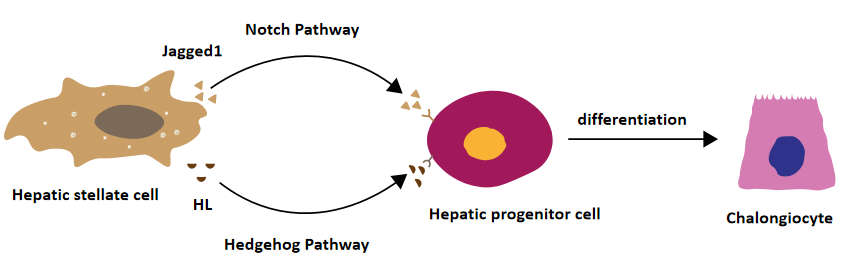 Notch Pathway
Jagged1
differentiation
Hepatic stellate cell
HL
Hepatic progenitor cell
Chalongiocyte
Hedgehog Pathway